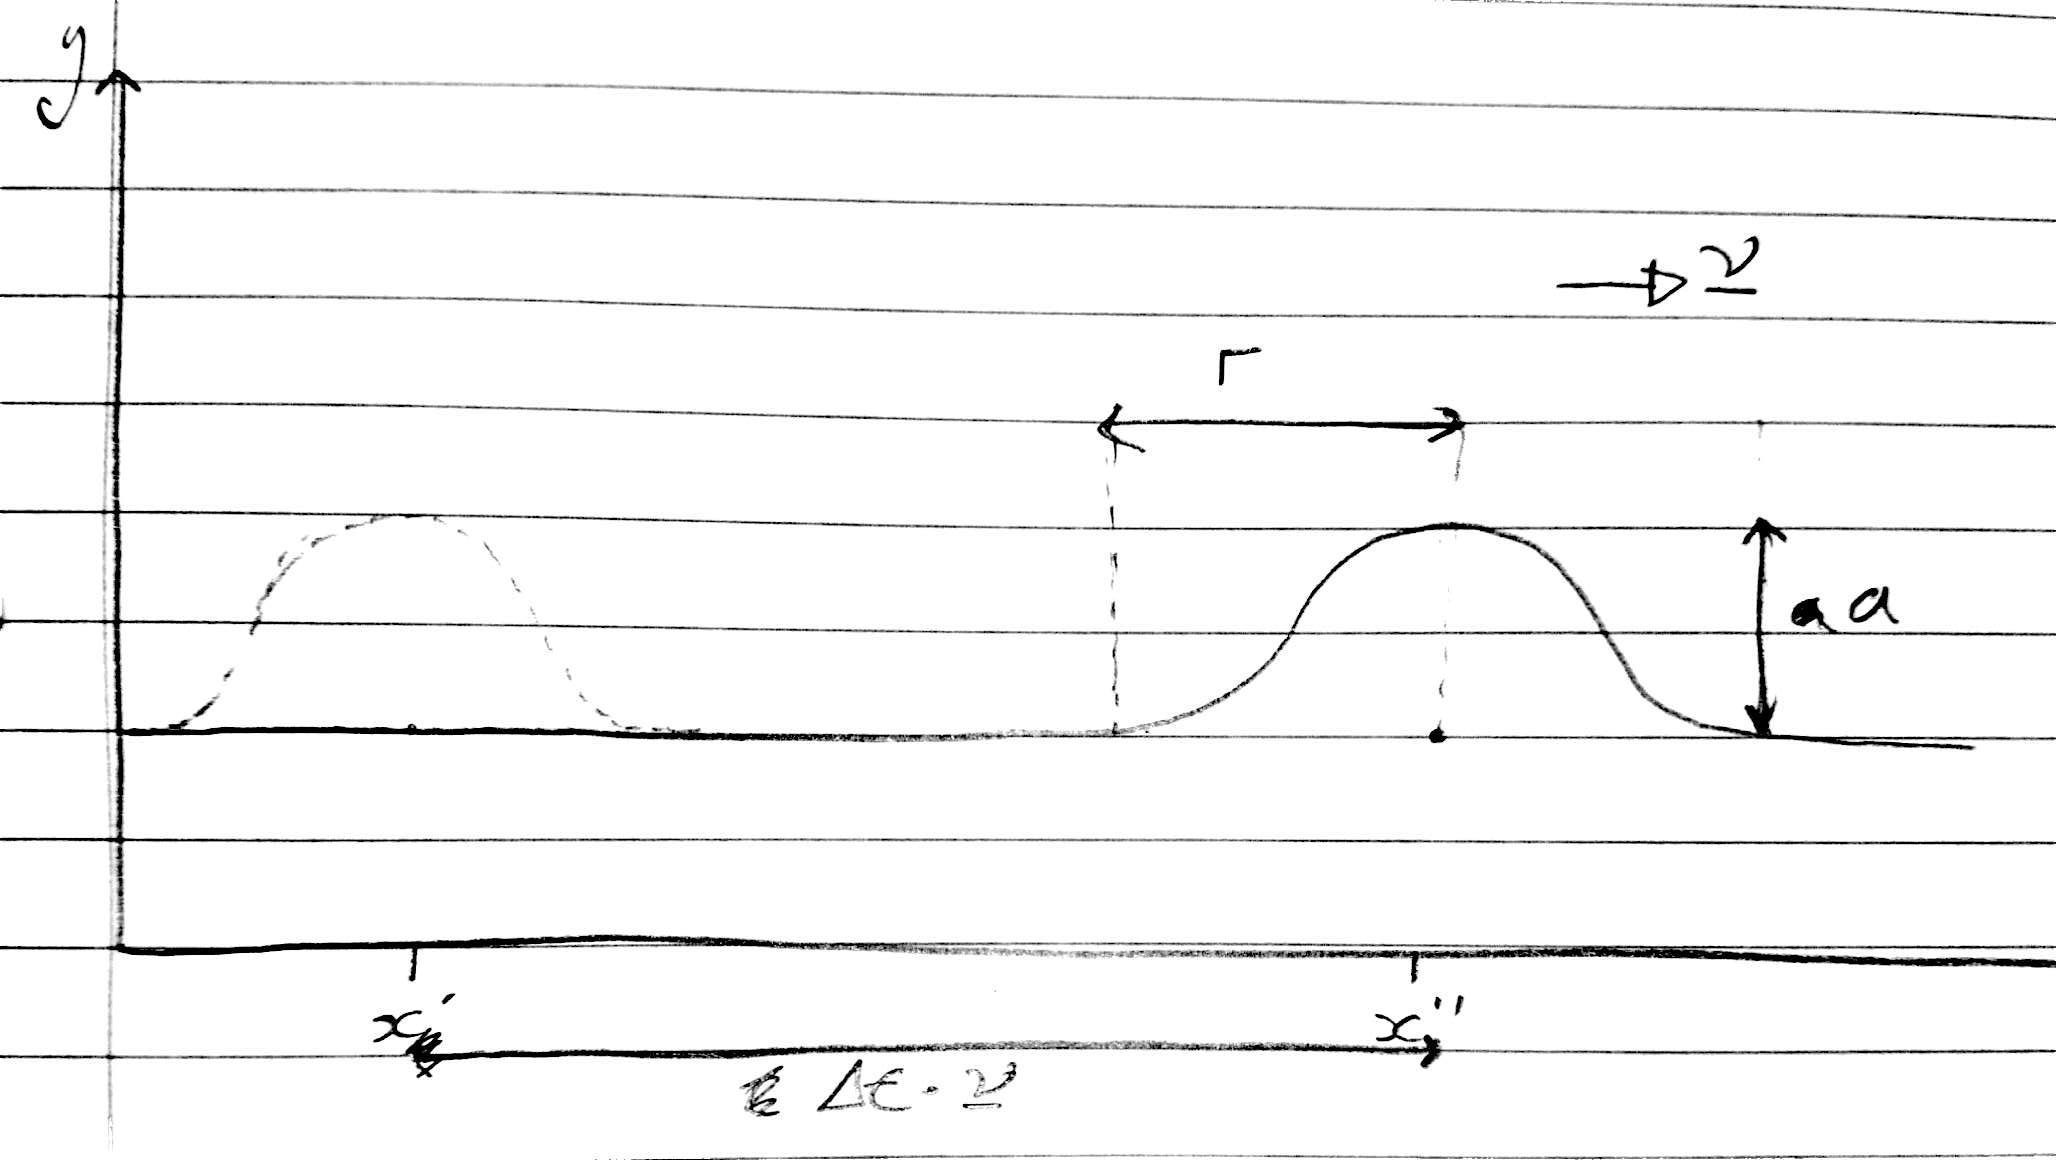 y
v
r
a a
x' x''
Δt · v